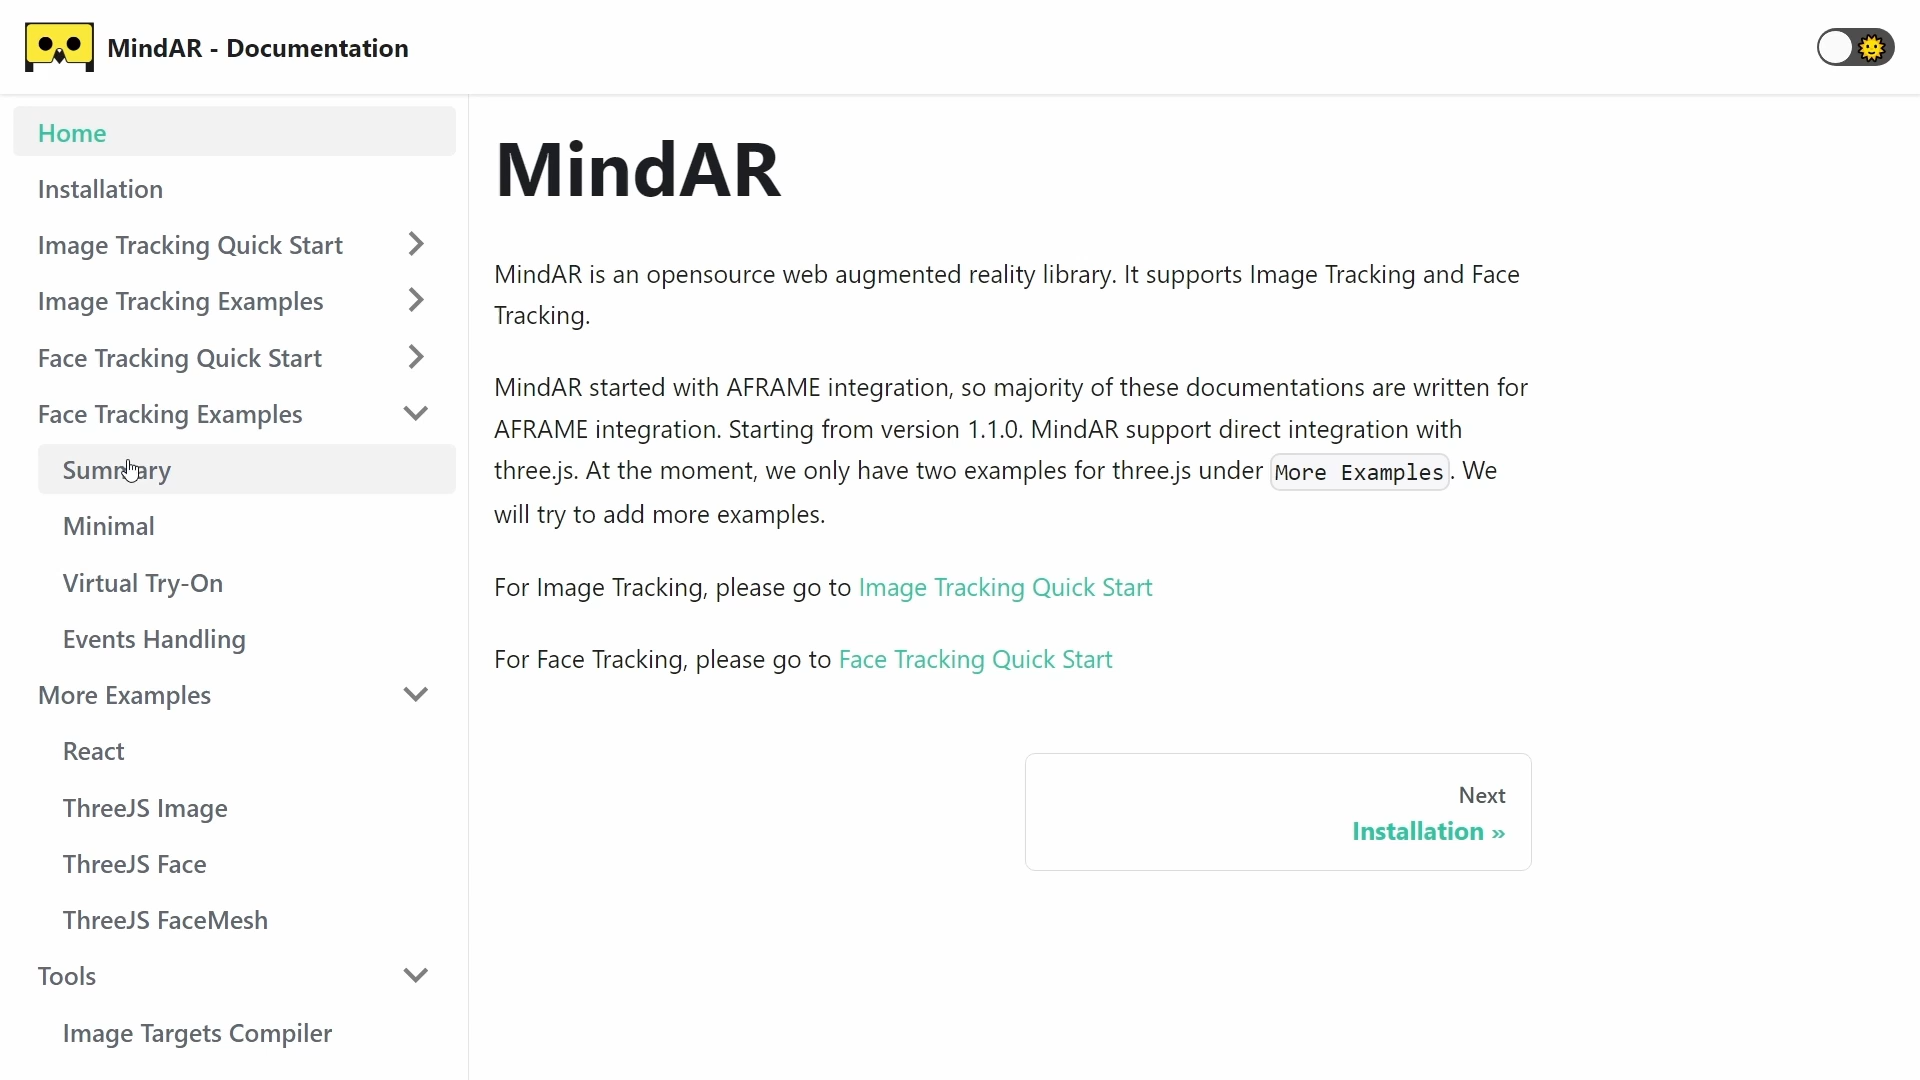 MindAR - Documentation
Home
Installation
Image Tracking Quick Start
Image Tracking Examples
Face Tracking Quick Start
Face Tracking Examples
Summary
Minimal
Virtual Try-On
Events Handling
More Examples
React
ThreeJS Image
ThreeJS Face
ThreeJS FaceMesh
Tools
Image Targets Compiler
MindAR
MindAR is an opensource web augmented reality library. It supports Image Tracking and Face
Tracking.
MindAR started with AFRAME integration, so majority of these documentations are written for
AFRAME integration. Starting from version 1.1.0. MindAR support direct integration with
three.js. At the moment, we only have two examples for three.js under More Examples. We
will try to add more examples.
For Image Tracking, please go to Image Tracking Quick Start
For Face Tracking, please go to Face Tracking Quick Start
Next
Installation »